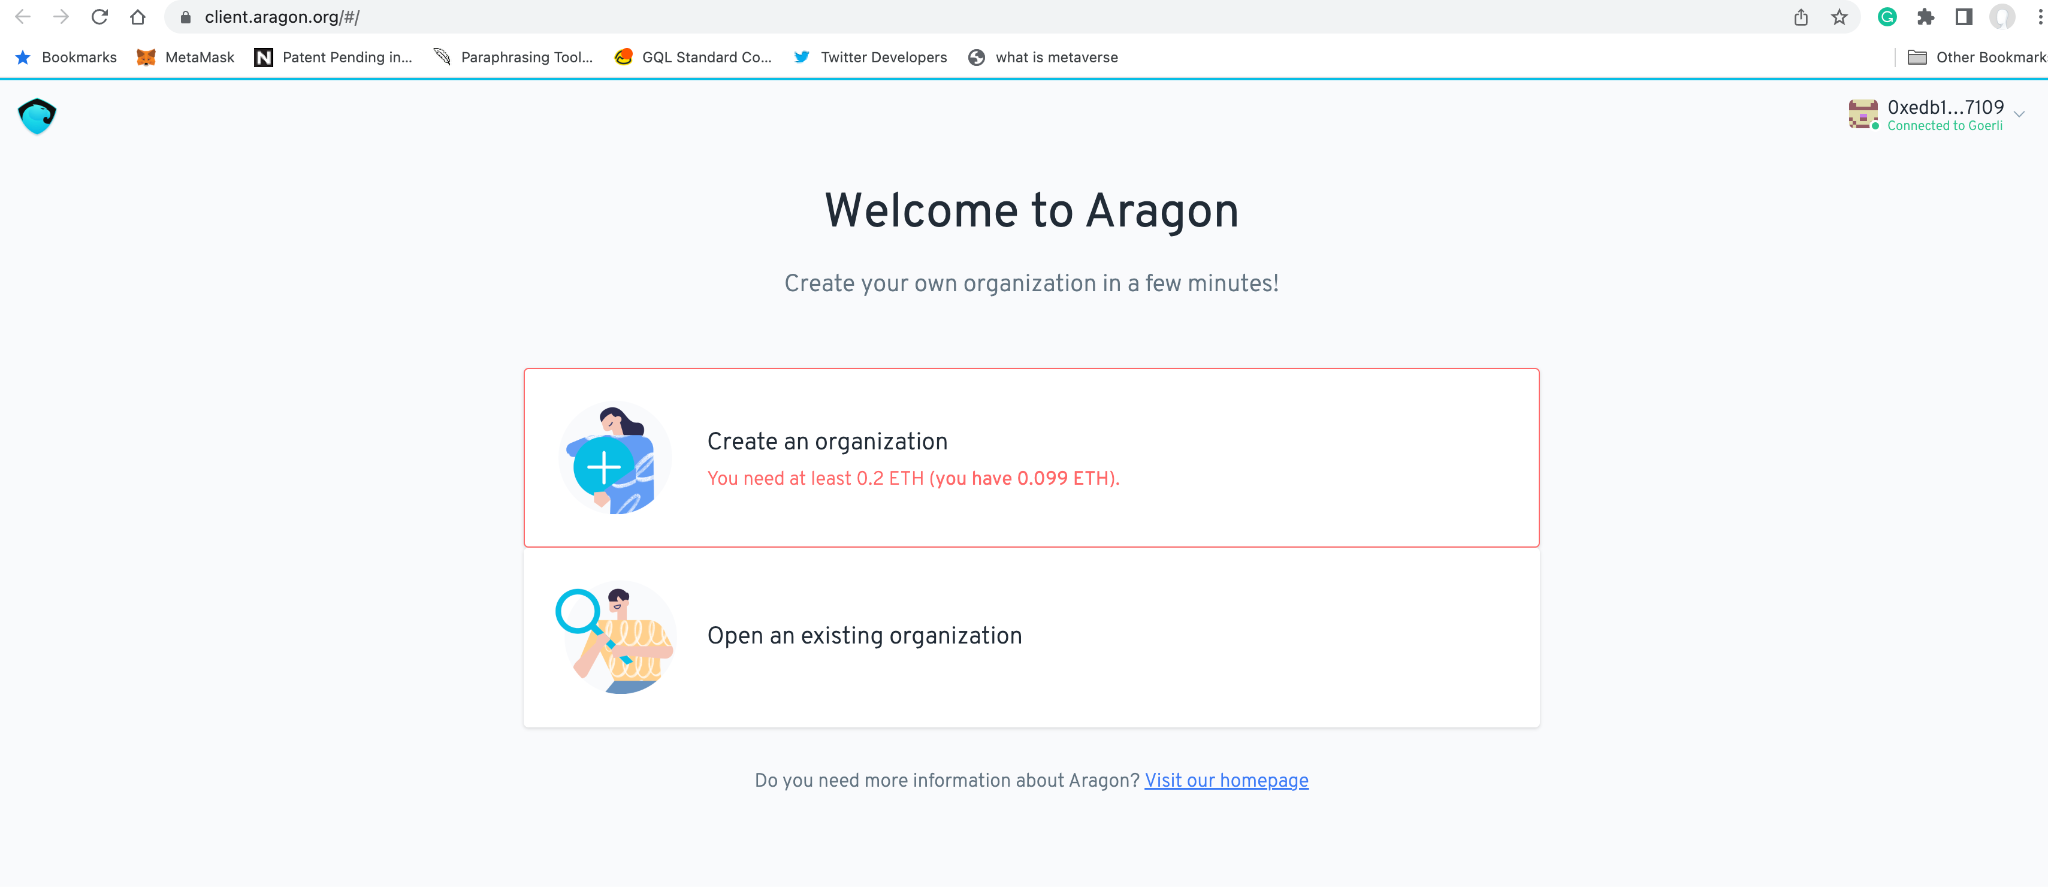 client.aragon.org/#/
Bookmarks MetaMask N Patent Pending in... Paraphrasing Tool... GQL Standard Co... Twitter Developers what is metaverse Other Bookmarks
0xedb1...7109
Connected to Goerli
Welcome to Aragon
Create your own organization in a few minutes!
Create an organization
You need at least 0.2 ETH (you have 0.099 ETH).
Open an existing organization
Do you need more information about Aragon? Visit our homepage